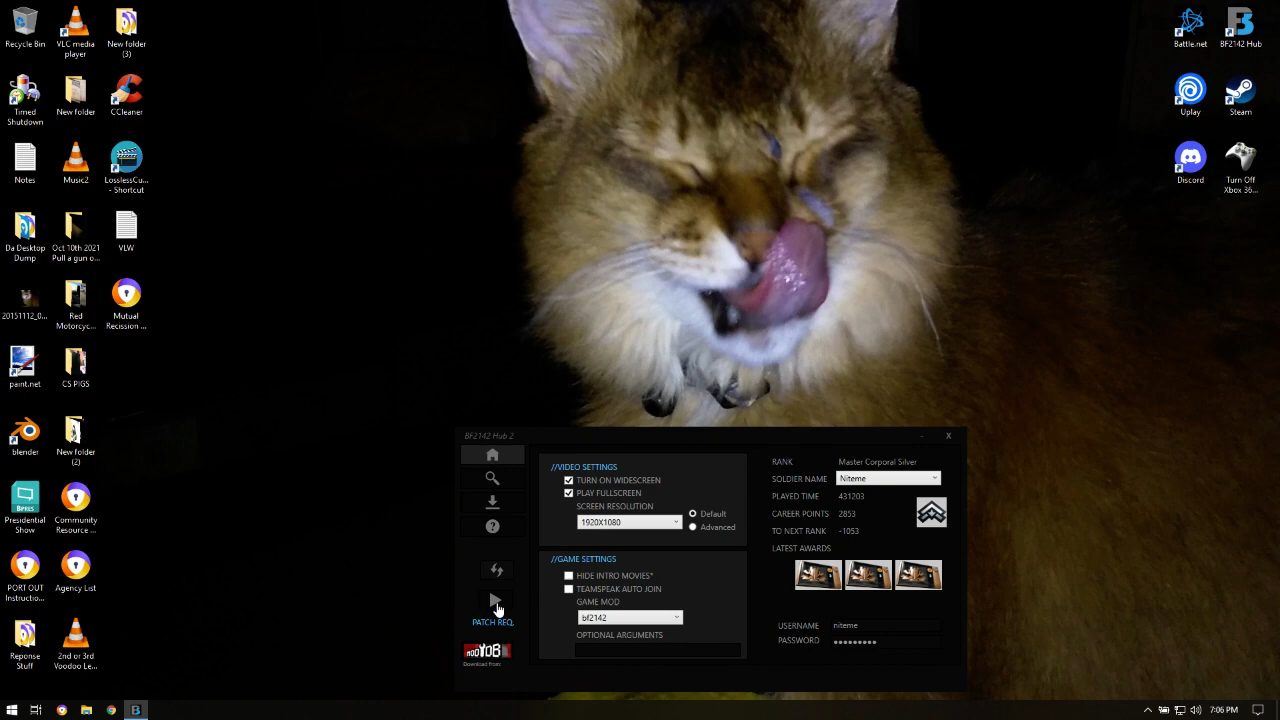 Recycle Bin
VLC media
player
New folder
(3)
Timed
Shutdown
New folder
CCleaner
Notes
Music2
LosslessCu...
- Shortcut
Da Desktop
Dump
Oct 10th 2021
Pull a gun o...
VLW
20151112_0...
Red
Motorcyc...
Mutual
Recission ...
paint.net
CS PIGS
blender
New folder
(2)
BPRES
Presidential
Show
Community
Resource ...
PORT OUT
Instructio...
Agency List
Reponse
Stuff
2nd or 3rd
Voodoo Le...
Battle.net
BF2142 Hub
Uplay
Steam
Discord
Turn Off
Xbox 36...
BF2142 Hub 2
- X
//VIDEO SETTINGS
TURN ON WIDESCREEN
PLAY FULLSCREEN
SCREEN RESOLUTION
1920X1080
Default
Advanced
//GAME SETTINGS
HIDE INTRO MOVIES*
TEAMSPEAK AUTO JOIN
GAME MOD
bf2142
OPTIONAL ARGUMENTS
PATCH REQ.
Download from:
RANK Master Corporal Silver
SOLDIER NAME Niteme
PLAYED TIME 431203
CAREER POINTS 2853
TO NEXT RANK -1053
LATEST AWARDS
USERNAME niteme
PASSWORD
7:06 PM